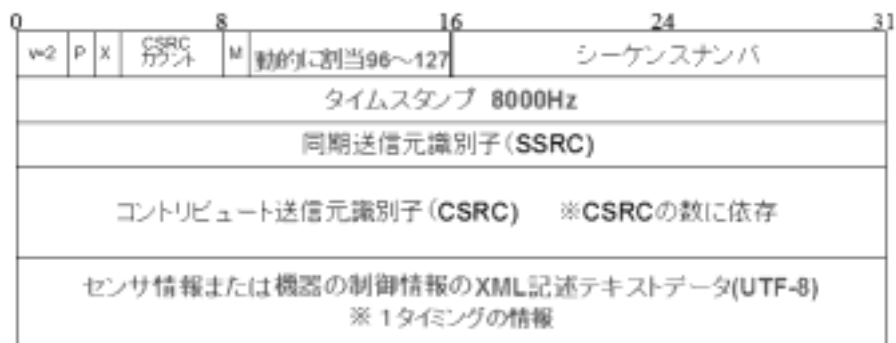 0 8 16 24 31
v=2 P X CSRCカウント M 動的に割当96～127 シーケンスナンバ
タイムスタンプ 8000Hz
同期送信元識別子(SSRC)
コントリビュート送信元識別子(CSRC) ※CSRCの数に依存
センサ情報または機器の制御情報のXML記述テキストデータ(UTF-8)
※ 1タイミングの情報